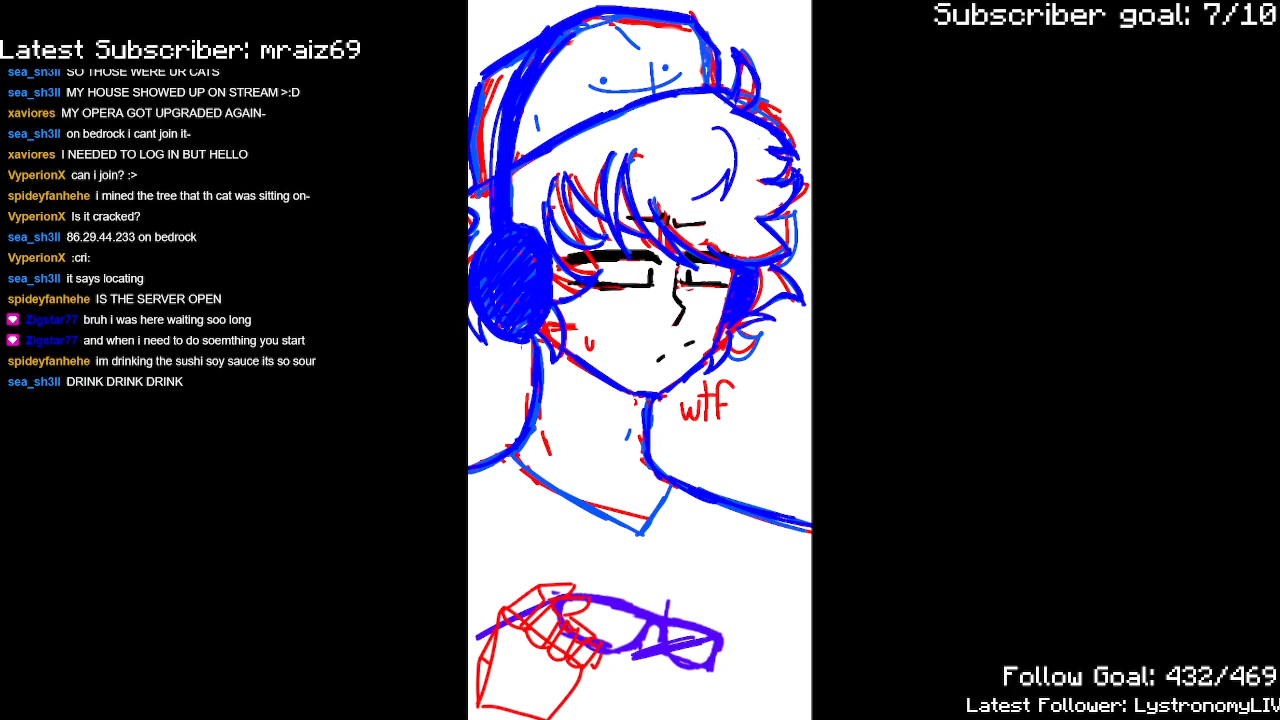 Subscriber goal: 7/10
Latest Subscriber: mraiz69
sea_sh3ll SO THOSE WERE UR CATS
sea_sh3ll MY HOUSE SHOWED UP ON STREAM >:D
xaviores MY OPERA GOT UPGRADED AGAIN-
sea_sh3ll on bedrock i cant join it-
xaviores I NEEDED TO LOG IN BUT HELLO
VyperionX can i join? :>
spideyfanhehe i mined the tree that th cat was sitting on-
VyperionX Is it cracked?
sea_sh3ll 86.29.44.233 on bedrock
VyperionX :cri:
sea_sh3ll it says locating
spideyfanhehe IS THE SERVER OPEN
Zigstar77 bruh i was here waiting soo long
Zigstar77 and when i need to do soemthing you start
spideyfanhehe im drinking the sushi soy sauce its so sour
sea_sh3ll DRINK DRINK DRINK
wtf
Follow Goal: 432/469
Latest Follower: LystronomyLIV